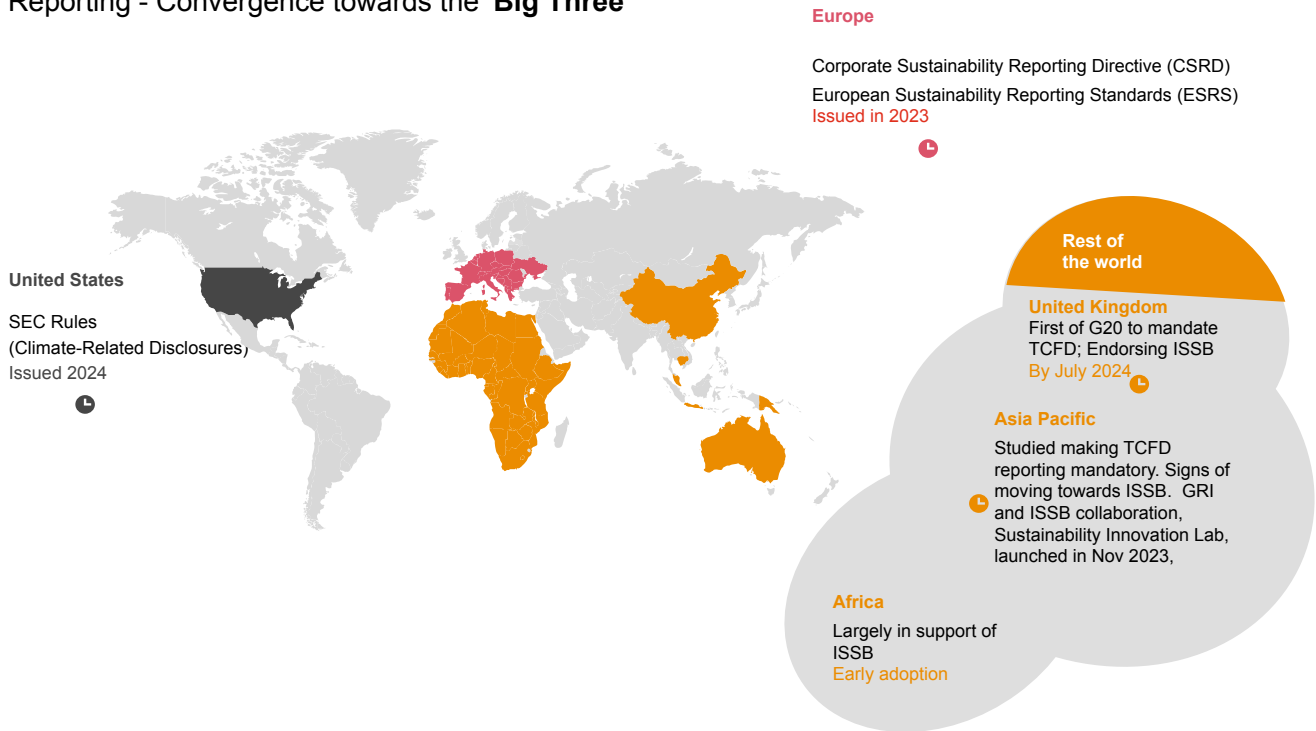 Reporting - Convergence towards the 'Big Three'
Europe
Corporate Sustainability Reporting Directive (CSRD)
European Sustainability Reporting Standards (ESRS)
Issued in 2023
United States
SEC Rules
(Climate-Related Disclosures)
Issued 2024
Rest of
the world
United Kingdom
First of G20 to mandate
TCFD; Endorsing ISSB
By July 2024
Asia Pacific
Studied making TCFD
reporting mandatory. Signs of
moving towards ISSB.  GRI
and ISSB collaboration,
Sustainability Innovation Lab,
launched in Nov 2023,
Africa
Largely in support of
ISSB
Early adoption